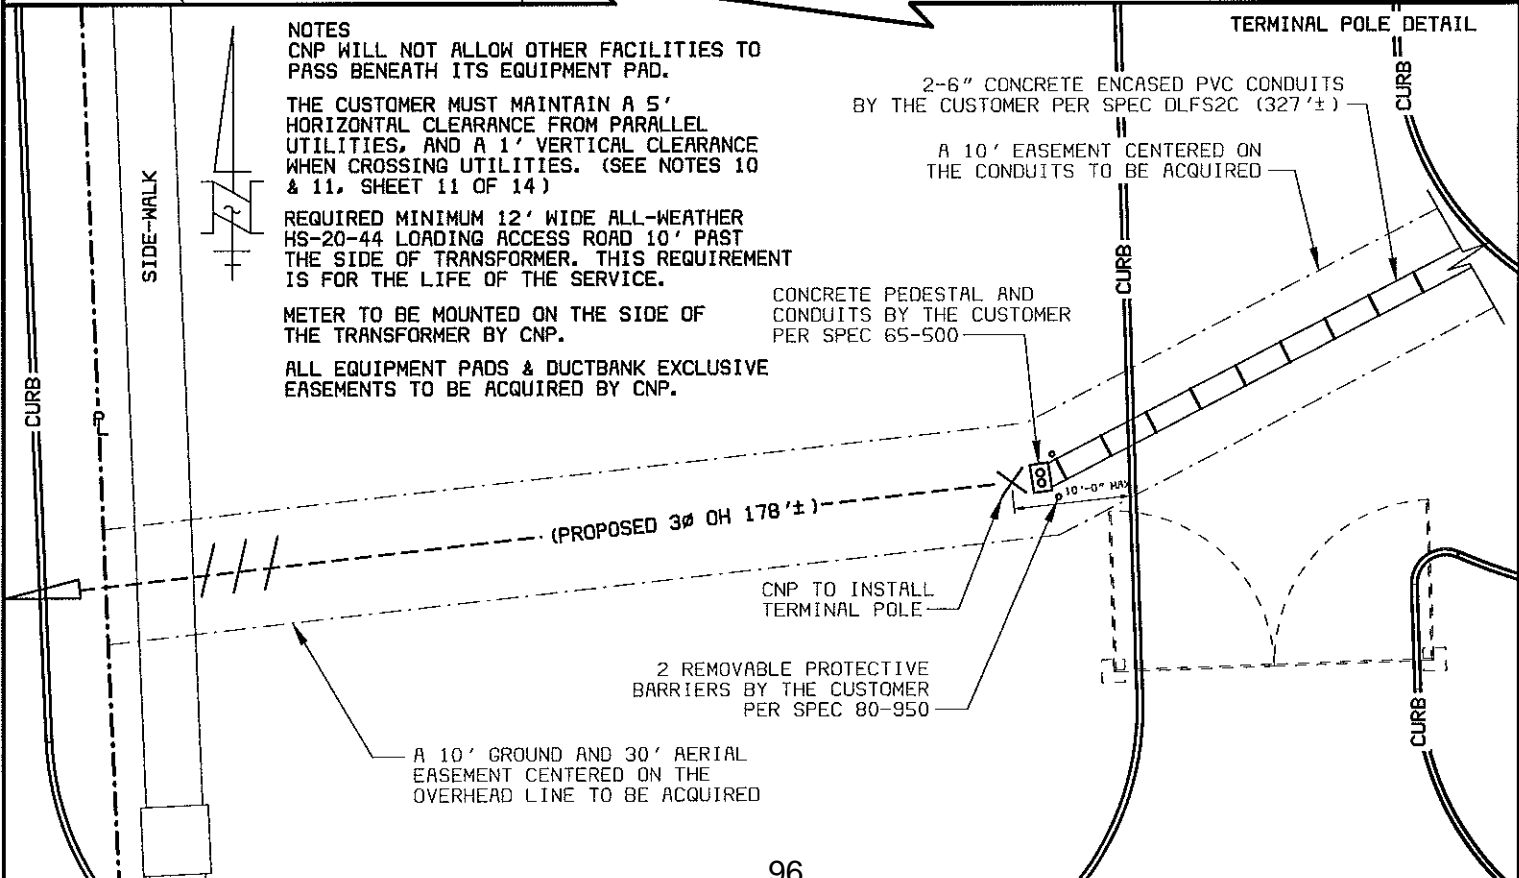 TERMINAL POLE DETAIL
NOTES
CNP WILL NOT ALLOW OTHER FACILITIES TO
PASS BENEATH ITS EQUIPMENT PAD.
THE CUSTOMER MUST MAINTAIN A 5'
HORIZONTAL CLEARANCE FROM PARALLEL
UTILITIES, AND A 1' VERTICAL CLEARANCE
WHEN CROSSING UTILITIES. (SEE NOTES 10
& 11, SHEET 11 OF 14)
REQUIRED MINIMUM 12' WIDE ALL-WEATHER
HS-20-44 LOADING ACCESS ROAD 10' PAST
THE SIDE OF TRANSFORMER. THIS REQUIREMENT
IS FOR THE LIFE OF THE SERVICE.
METER TO BE MOUNTED ON THE SIDE OF
THE TRANSFORMER BY CNP.
ALL EQUIPMENT PADS & DUCTBANK EXCLUSIVE
EASEMENTS TO BE ACQUIRED BY CNP.
2-6" CONCRETE ENCASED PVC CONDUITS
BY THE CUSTOMER PER SPEC DLFS2C (327'±)
A 10' EASEMENT CENTERED ON
THE CONDUITS TO BE ACQUIRED
CONCRETE PEDESTAL AND
CONDUITS BY THE CUSTOMER
PER SPEC 65-500
SIDE-WALK
CURB
CURB
CURB
CURB
PL
N
(PROPOSED 3Ø OH 178'±)
10'-0" MAX
CNP TO INSTALL
TERMINAL POLE
2 REMOVABLE PROTECTIVE
BARRIERS BY THE CUSTOMER
PER SPEC 80-950
A 10' GROUND AND 30' AERIAL
EASEMENT CENTERED ON THE
OVERHEAD LINE TO BE ACQUIRED
96